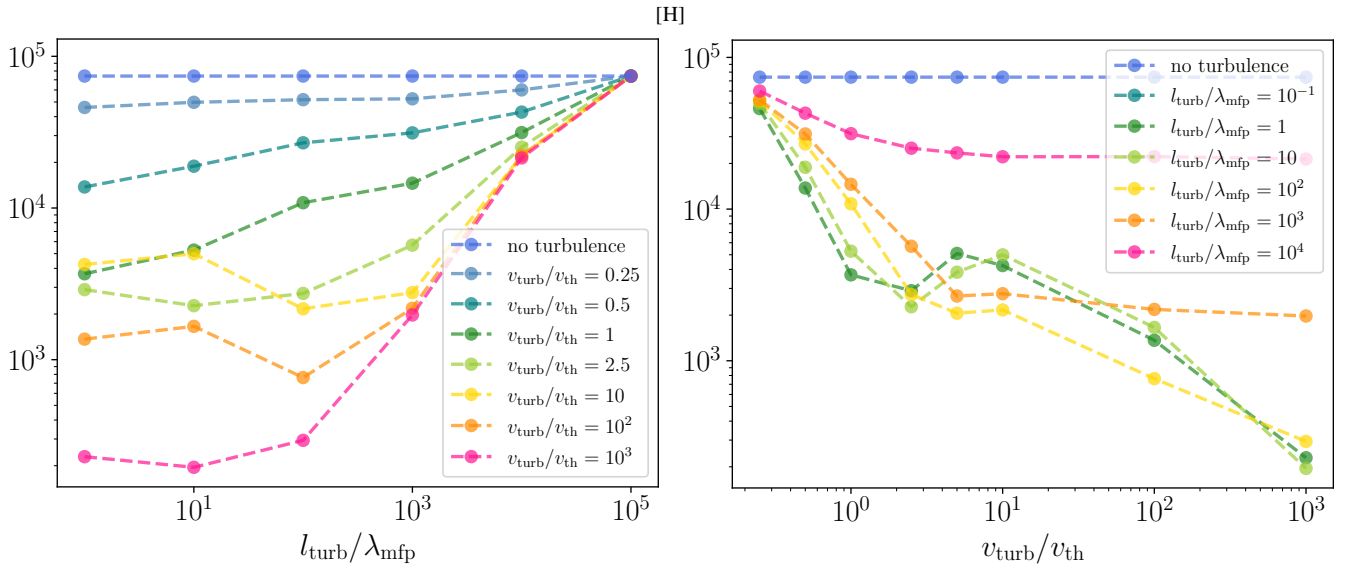 [H]
10^5
10^4
10^3
10^1
10^3
10^5
l_turb/λ_mfp
no turbulence
v_turb/v_th = 0.25
v_turb/v_th = 0.5
v_turb/v_th = 1
v_turb/v_th = 2.5
v_turb/v_th = 10
v_turb/v_th = 10^2
v_turb/v_th = 10^3
10^5
10^4
10^3
10^0
10^1
10^2
10^3
v_turb/v_th
no turbulence
l_turb/λ_mfp = 10^−1
l_turb/λ_mfp = 1
l_turb/λ_mfp = 10
l_turb/λ_mfp = 10^2
l_turb/λ_mfp = 10^3
l_turb/λ_mfp = 10^4